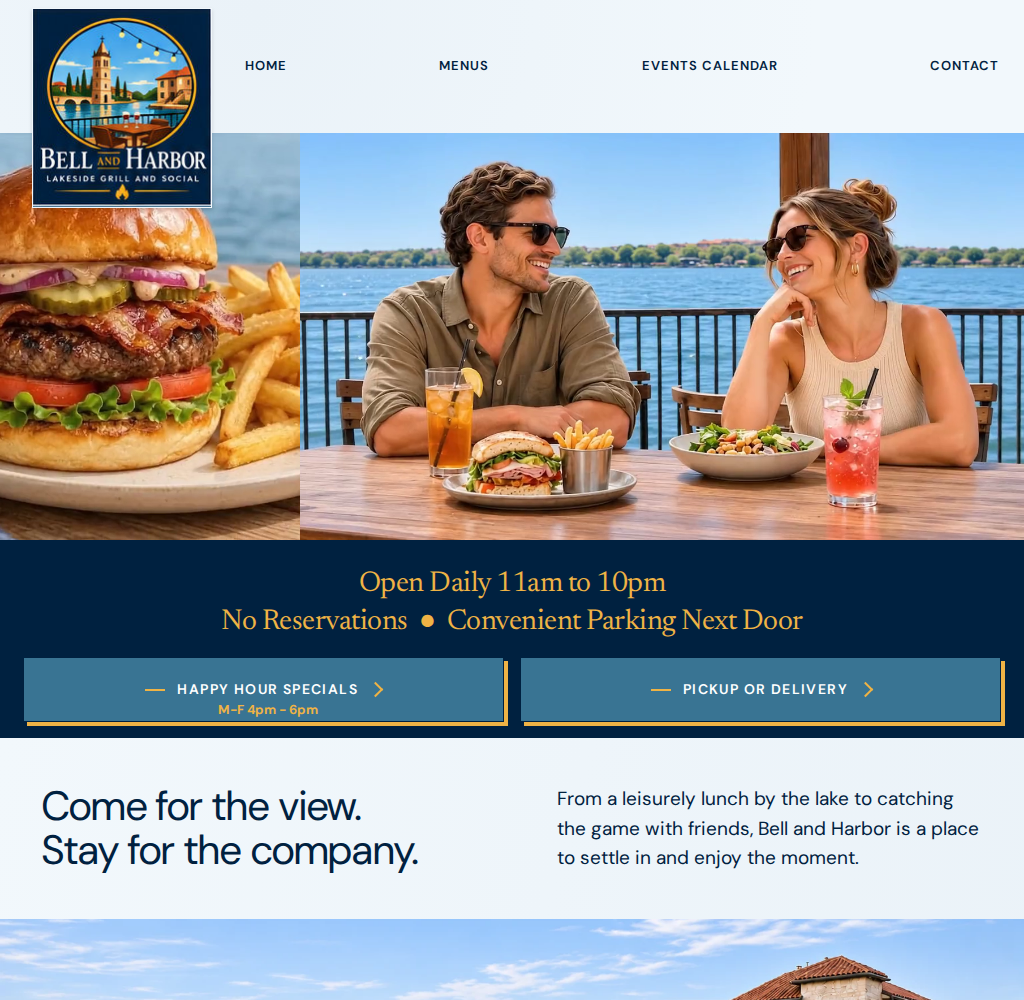 BELL AND HARBOR
LAKESIDE GRILL AND SOCIAL
HOME
MENUS
EVENTS CALENDAR
CONTACT
Open Daily 11am to 10pm
No Reservations ● Convenient Parking Next Door
HAPPY HOUR SPECIALS
M-F 4pm - 6pm
PICKUP OR DELIVERY
Come for the view.
Stay for the company.
From a leisurely lunch by the lake to catching
the game with friends, Bell and Harbor is a place
to settle in and enjoy the moment.